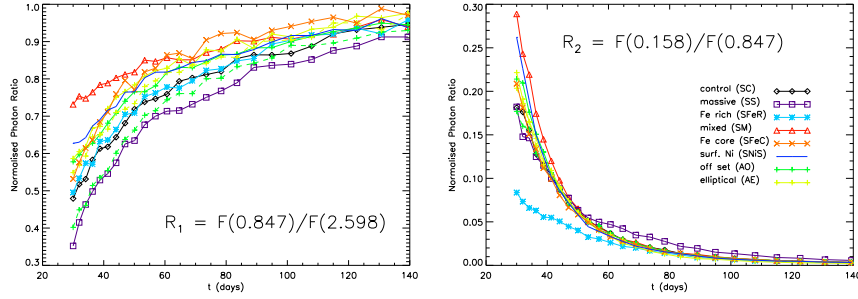 Normalised Photon Ratio
1.0
0.9
0.8
0.7
0.6
0.5
0.4
0.3
R₁ = F(0.847)/F(2.598)
20 40 60 80 100 120 140
t (days)
Normalised Photon Ratio
0.30
0.25
0.20
0.15
0.10
0.05
0.00
R₂ = F(0.158)/F(0.847)
control (SC)
massive (SS)
Fe rich (SFeR)
mixed (SM)
Fe core (SFeC)
surf. Ni (SNiS)
off set (AO)
elliptical (AE)
20 40 60 80 100 120 140
t (days)